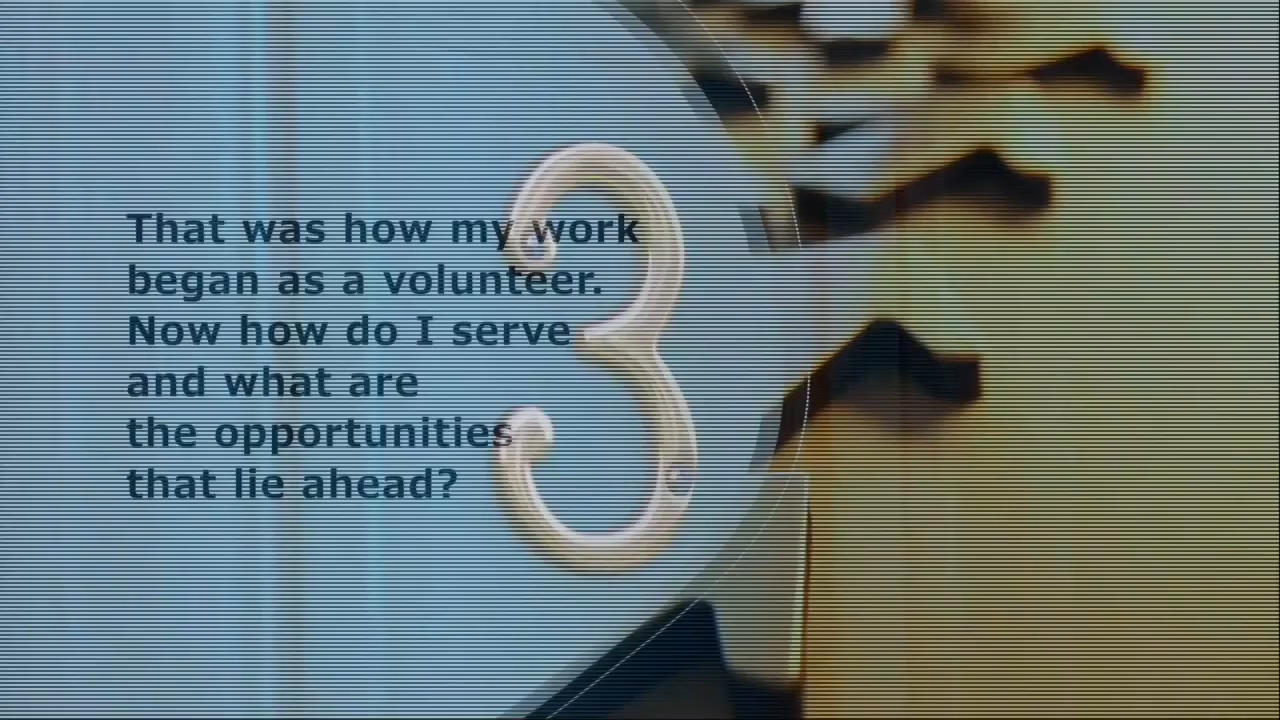 That was how my work
began as a volunteer.
Now how do I serve
and what are
the opportunities
that lie ahead?
3